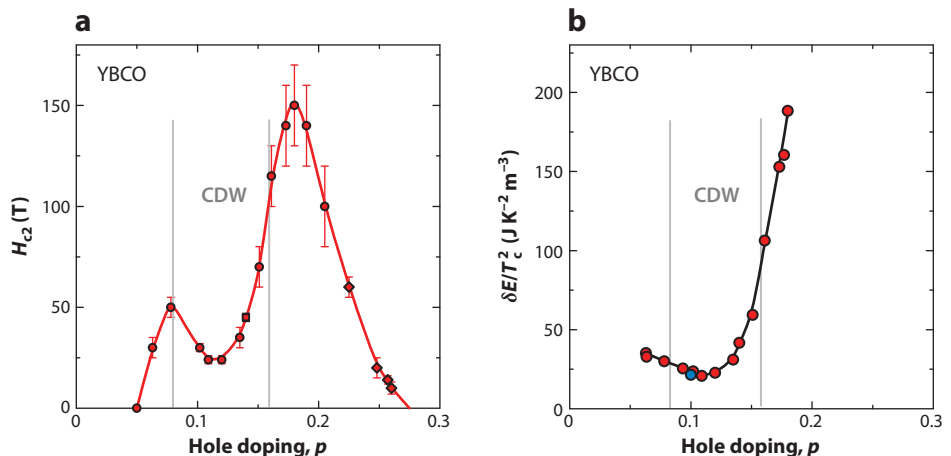 a
YBCO
CDW
H_c2 (T)
150
100
50
0
0
0.1
0.2
0.3
Hole doping, p
b
YBCO
CDW
δE/T_c^2 (J K^−2 m^−3)
200
150
100
50
0
0
0.1
0.2
0.3
Hole doping, p